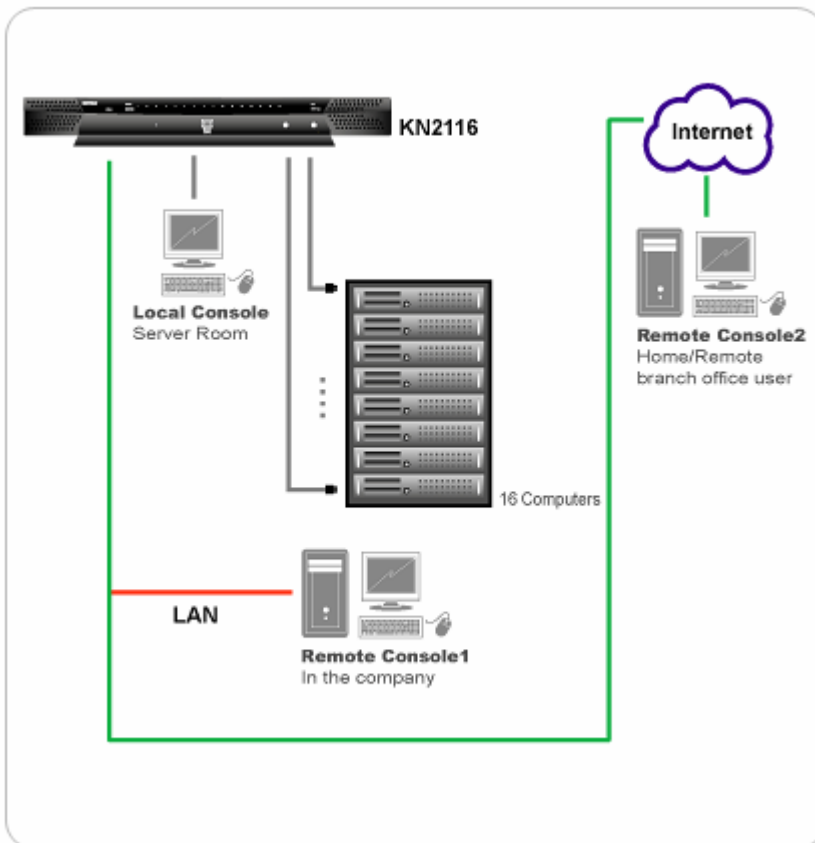 KN2116
Internet
Local Console
Server Room
Remote Console2
Home/Remote
branch office user
16 Computers
LAN
Remote Console1
In the company